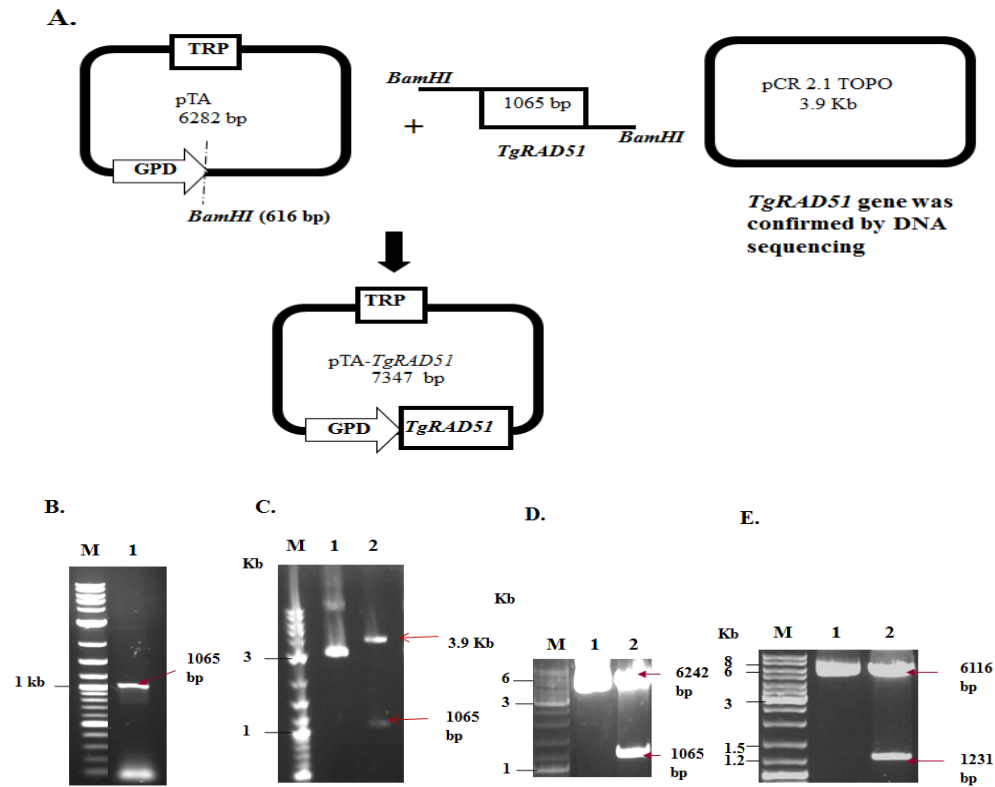 A.
TRP
pTA
6282 bp
GPD
BamHI (616 bp)
+
BamHI
1065 bp
BamHI
TgRAD51
pCR 2.1 TOPO
3.9 Kb
TgRAD51 gene was
confirmed by DNA
sequencing
TRP
pTA-TgRAD51
7347 bp
GPD
TgRAD51
B.
M 1
1 kb
1065
bp
C.
Kb
M 1 2
3
1
3.9 Kb
1065
bp
D.
Kb
M 1 2
6
3
1
6242
bp
1065
bp
E.
Kb
M 1 2
8
6
3
1.5
1.2
6116
bp
1231
bp